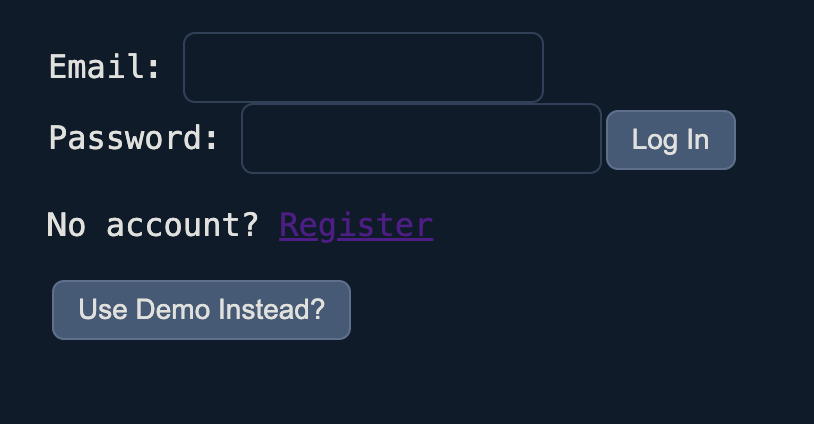 Email:
Password: Log In
No account? Register
Use Demo Instead?